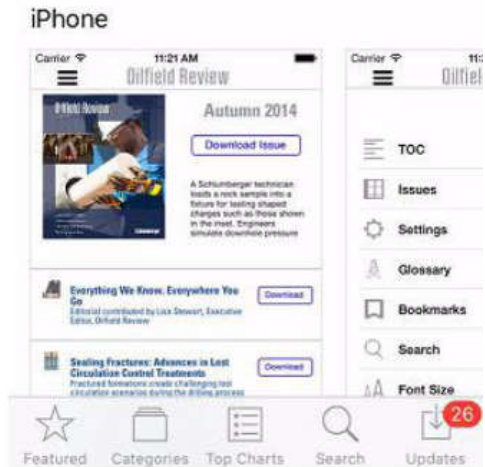 iPhone
Carrier 11:21 AM
Oilfield Review
Oilfield Review
Autumn 2014
Download Issue
A Schlumberger technician
loads a rock sample into a
fixture for testing shaped
charges such as those shown
in the inset. Engineers
simulate downhole pressure
Everything We Know, Everywhere You
Go
Editorial contributed by Lisa Stewart, Executive
Editor, Oilfield Review
Download
Sealing Fractures: Advances in Lost
Circulation Control Treatments
Fractured formations create challenging lost
circulation scenarios during the drilling process
Download
Carrier 11:
Oilfiel
TOC
Issues
Settings
Glossary
Bookmarks
Search
Font Size
Featured Categories Top Charts Search Updates
26